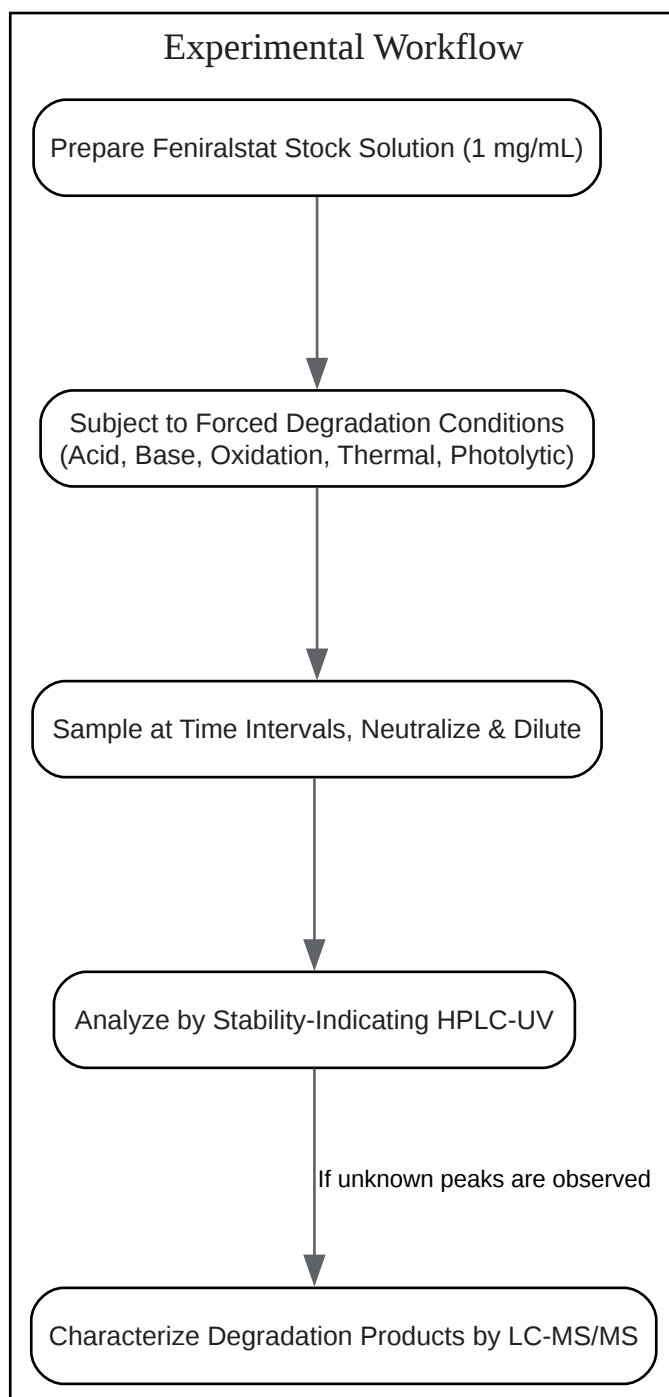 Experimental Workflow
Prepare Feniralstat Stock Solution (1 mg/mL)
Subject to Forced Degradation Conditions
(Acid, Base, Oxidation, Thermal, Photolytic)
Sample at Time Intervals, Neutralize & Dilute
Analyze by Stability-Indicating HPLC-UV
If unknown peaks are observed
Characterize Degradation Products by LC-MS/MS